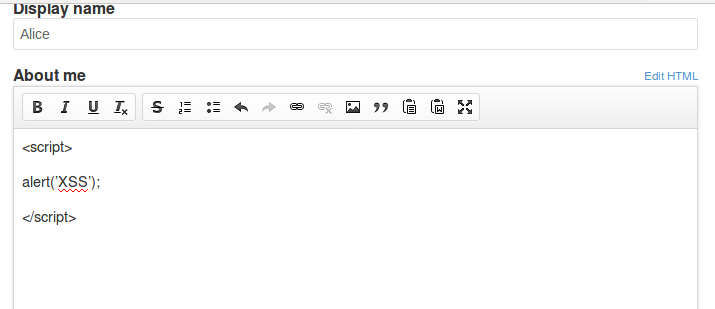 Display name
Alice
About me
Edit HTML
B I U Tx S
<script>
alert('XSS');
</script>